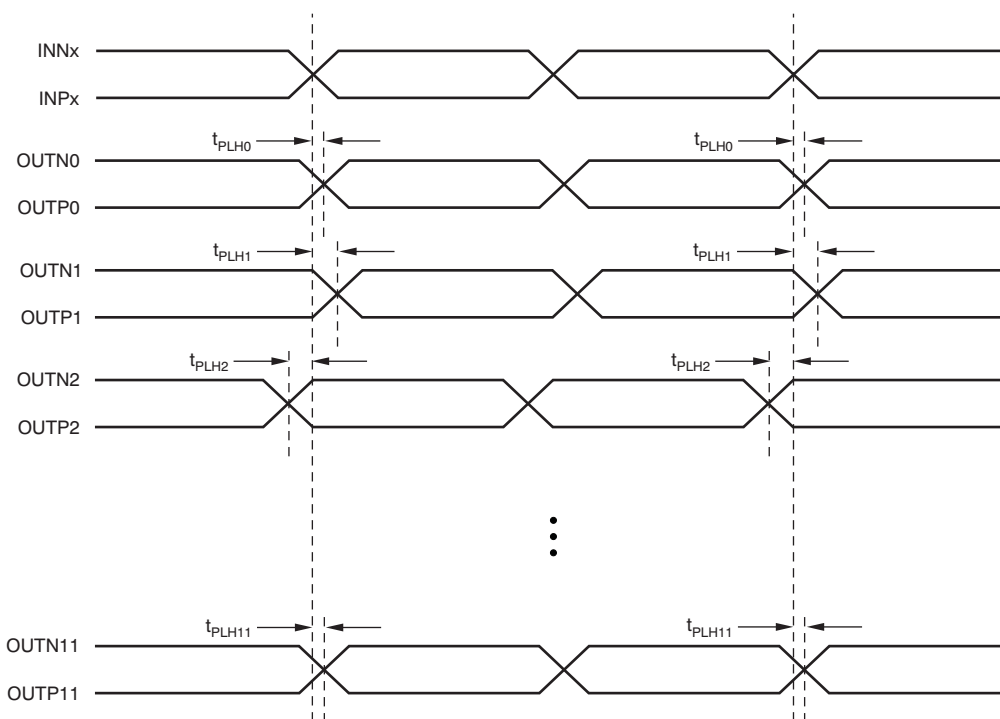 INNx
INPx
tPLH0 tPLH0
OUTN0
OUTP0
tPLH1 tPLH1
OUTN1
OUTP1
tPLH2 tPLH2
OUTN2
OUTP2
tPLH11 tPLH11
OUTN11
OUTP11